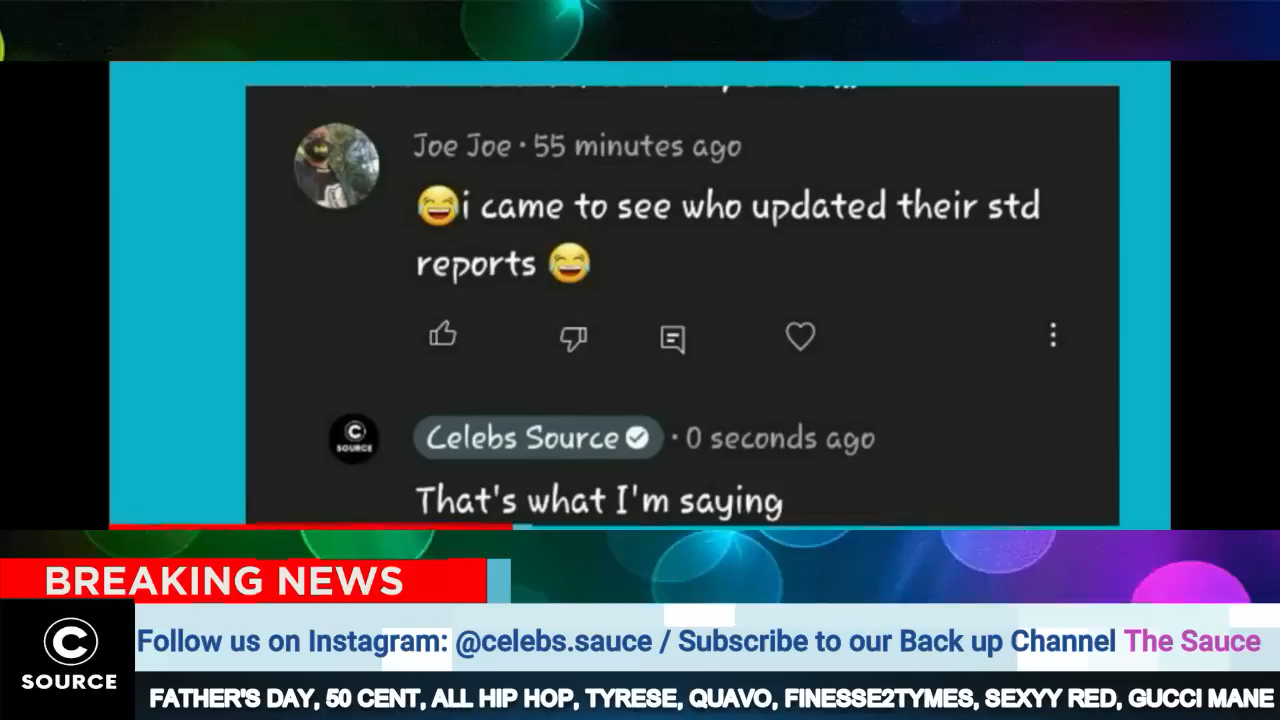 Joe Joe · 55 minutes ago
😂i came to see who updated their std
reports 😂
C
SOURCE
Celebs Source · 0 seconds ago
That's what I'm saying
BREAKING NEWS
C
SOURCE
Follow us on Instagram: @celebs.sauce / Subscribe to our Back up Channel The Sauce
FATHER'S DAY, 50 CENT, ALL HIP HOP, TYRESE, QUAVO, FINESSE2TYMES, SEXYY RED, GUCCI MANE